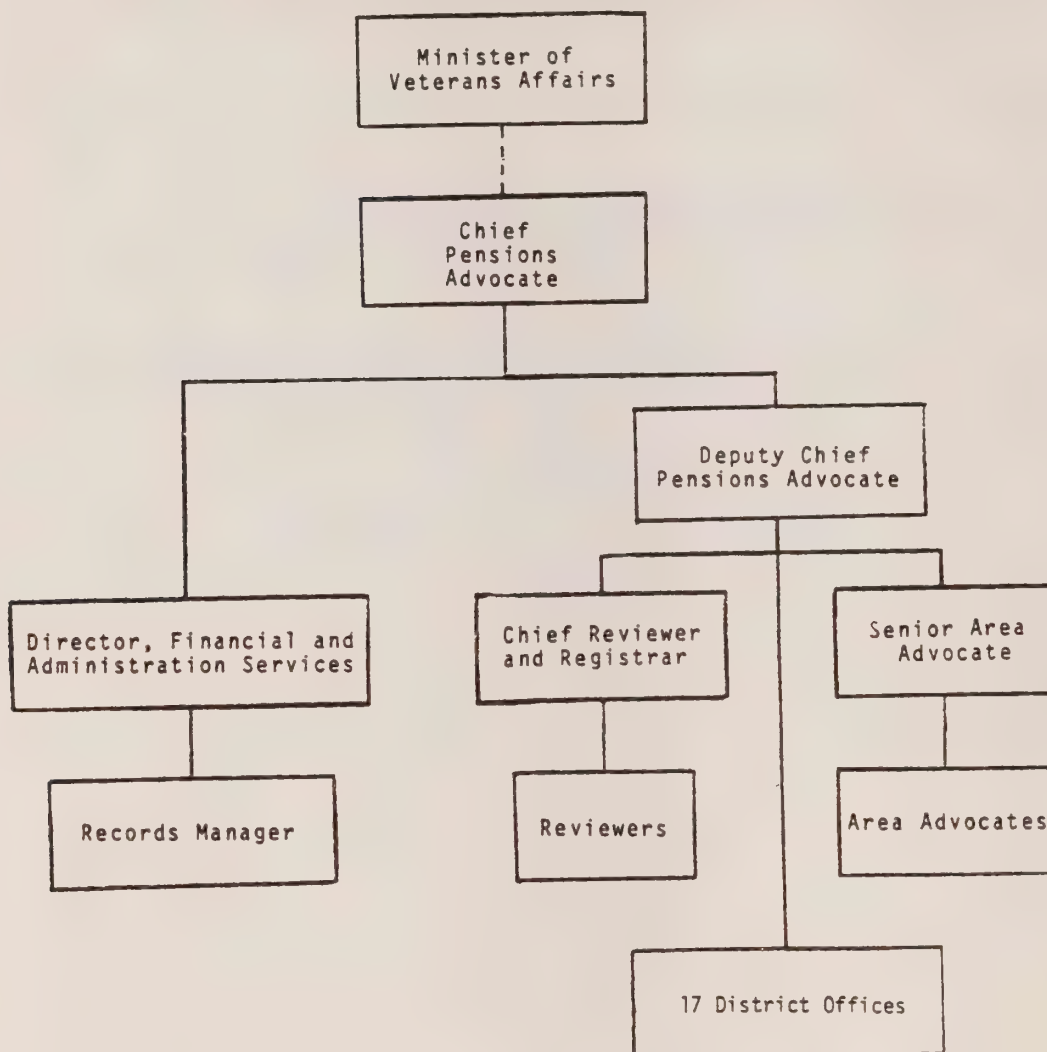 Minister of
Veterans Affairs
Chief
Pensions
Advocate
Deputy Chief
Pensions Advocate
Director, Financial and
Administration Services
Chief Reviewer
and Registrar
Senior Area
Advocate
Records Manager
Reviewers
Area Advocates
17 District Offices